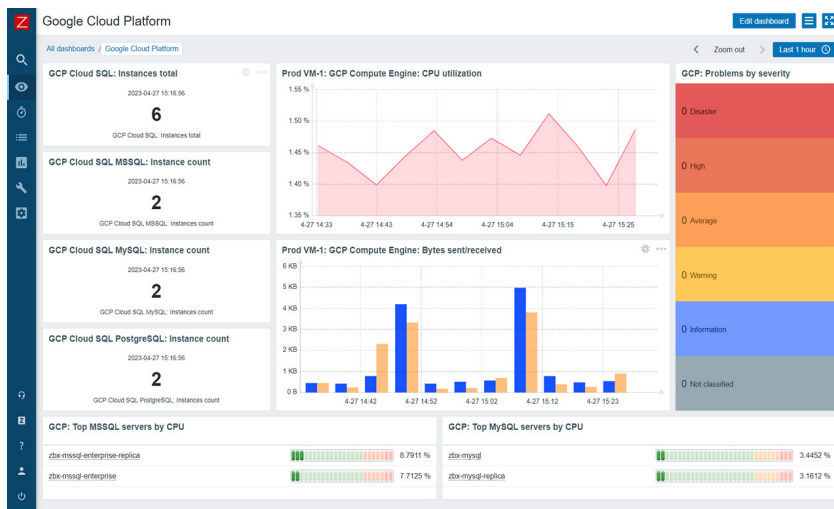 Z
Google Cloud Platform
Edit dashboard
All dashboards / Google Cloud Platform
Zoom out
Last 1 hour
GCP Cloud SQL: Instances total
2023-04-27 15:16:56
6
GCP Cloud SQL: Instances total
GCP Cloud SQL MSSQL: Instance count
2023-04-27 15:16:56
2
GCP Cloud SQL MSSQL: Instances count
GCP Cloud SQL MySQL: Instance count
2023-04-27 15:16:56
2
GCP Cloud SQL MySQL: Instances count
GCP Cloud SQL PostgreSQL: Instance count
2023-04-27 15:16:56
2
GCP Cloud SQL PostgreSQL: Instances count
Prod VM-1: GCP Compute Engine: CPU utilization
1.55 %
1.50 %
1.45 %
1.40 %
1.35 %
4-27 14:33 4-27 14:43 4-27 14:54 4-27 15:04 4-27 15:15 4-27 15:25
Prod VM-1: GCP Compute Engine: Bytes sent/received
6 KB
5 KB
4 KB
3 KB
2 KB
1 KB
0 B
4-27 14:42 4-27 14:52 4-27 15:02 4-27 15:12 4-27 15:23
GCP: Problems by severity
0 Disaster
0 High
0 Average
0 Warning
0 Information
0 Not classified
GCP: Top MSSQL servers by CPU
zbx-mssql-enterprise-replica 8.7911 %
zbx-mssql-enterprise 7.7125 %
GCP: Top MySQL servers by CPU
zbx-mysql 3.4452 %
zbx-mysql-replica 3.1612 %
Z
?